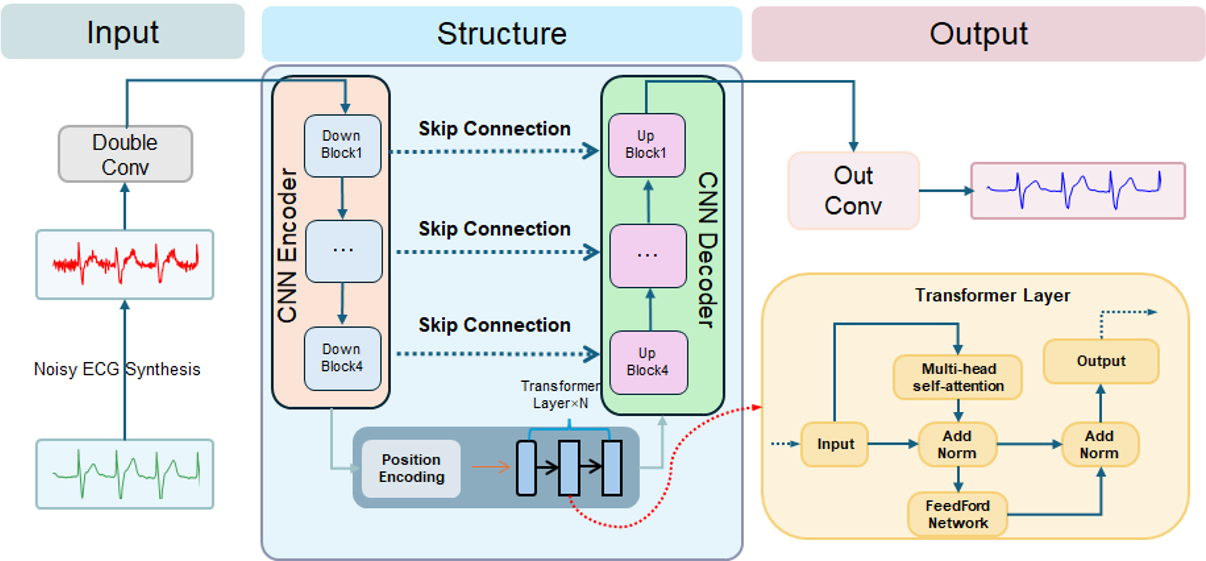 Input
Structure
Output
Double
Conv
Noisy ECG Synthesis
CNN Encoder
Down
Block1
...
Down
Block4
Skip Connection
Skip Connection
Skip Connection
CNN Decoder
Up
Block1
...
Up
Block4
Transformer
Layer×N
Position
Encoding
Out
Conv
Transformer Layer
Multi-head
self-attention
Output
Input
Add
Norm
Add
Norm
FeedFord
Network